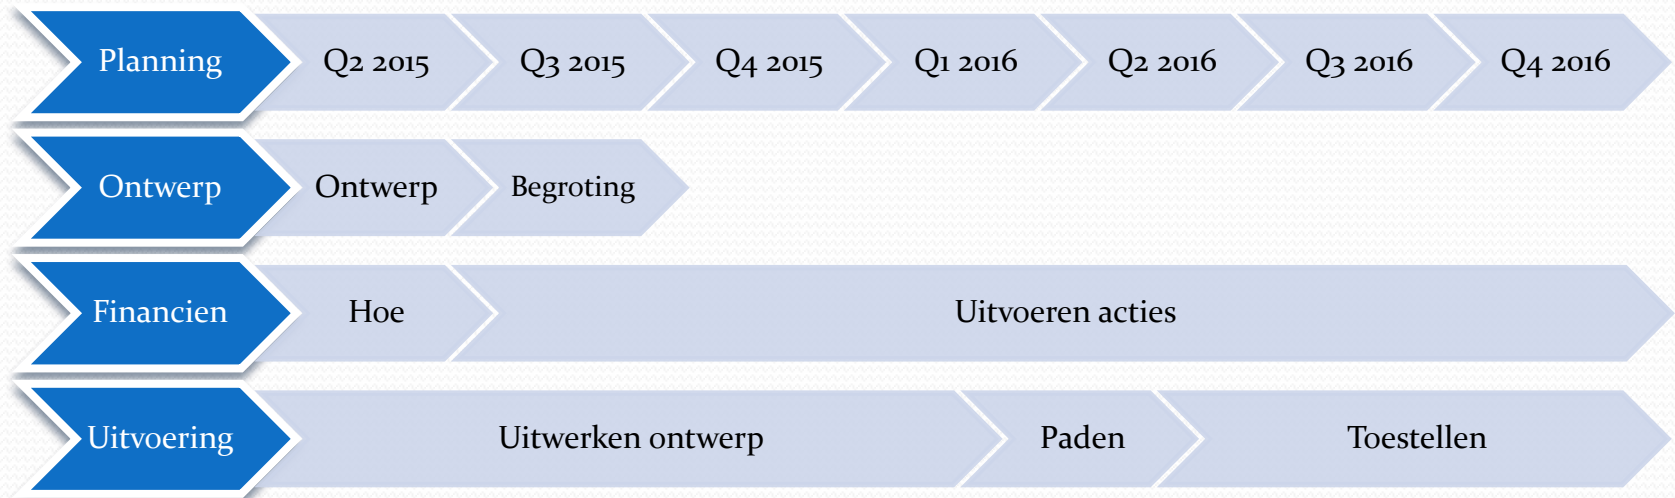 Planning
Q2 2015
Q3 2015
Q4 2015
Q1 2016
Q2 2016
Q3 2016
Q4 2016
Ontwerp
Ontwerp
Begroting
Financien
Hoe
Uitvoeren acties
Uitvoering
Uitwerken ontwerp
Paden
Toestellen